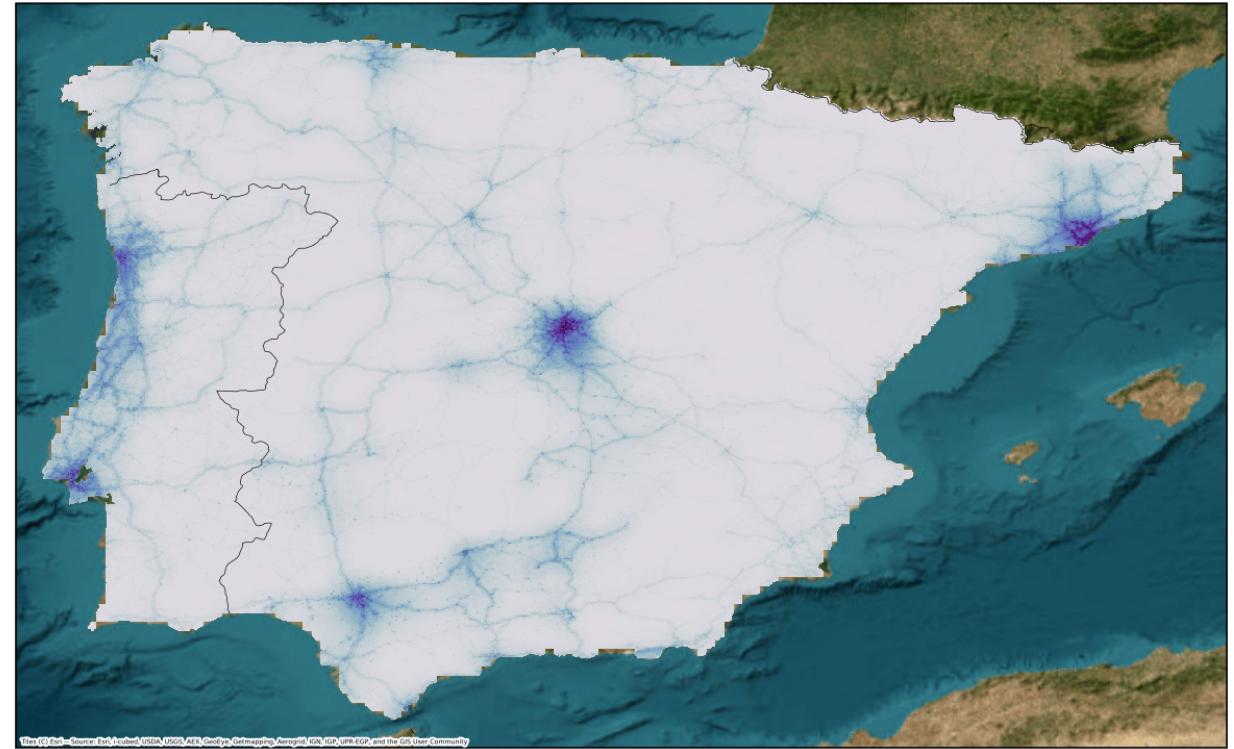 Tiles (C) Esri -- Source: Esri, i-cubed, USDA, USGS, AEX, GeoEye, Getmapping, Aerogrid, IGN, IGP, UPR-EGP, and the GIS User Community